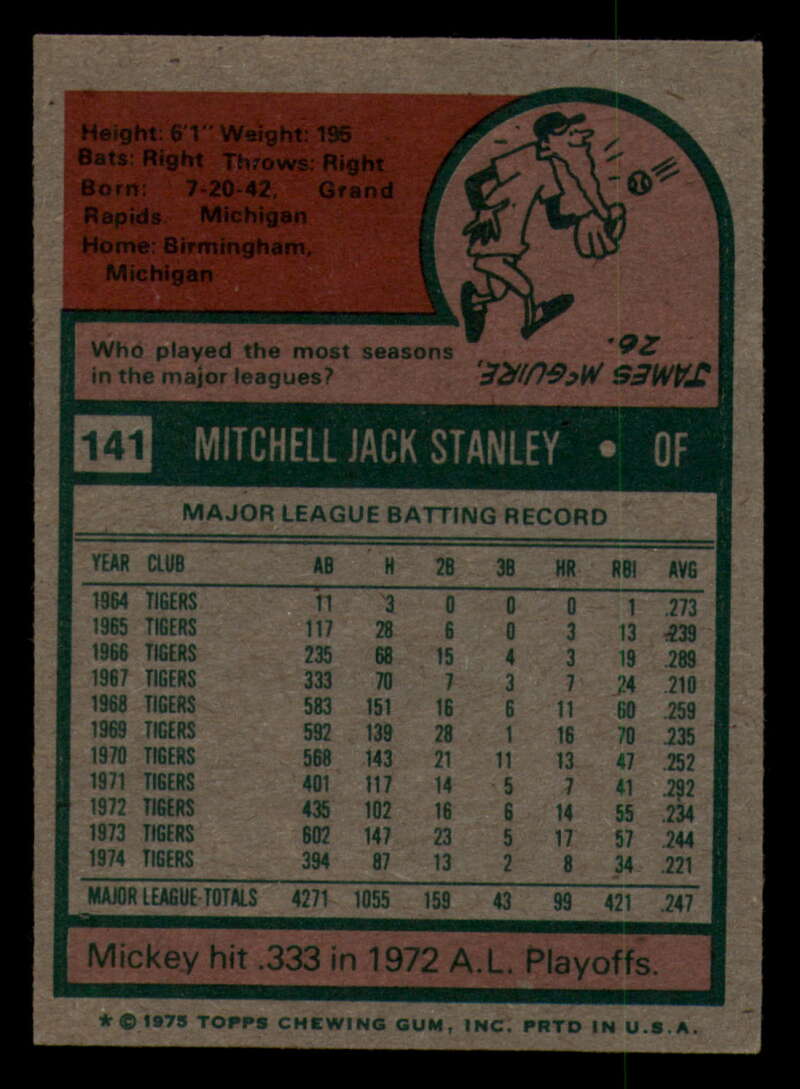 Height: 6'1" Weight: 195
Bats: Right Throws: Right
Born: 7-20-42, Grand
Rapids. Michigan
Home: Birmingham,
Michigan
Who played the most seasons
in the major leagues?
JAMES McGUIRE,
26.
141 MITCHELL JACK STANLEY • OF
MAJOR LEAGUE BATTING RECORD
YEAR CLUB AB H 2B 3B HR RBI AVG
1964 TIGERS 11 3 0 0 0 1 .273
1965 TIGERS 117 28 6 0 3 13 .239
1966 TIGERS 235 68 15 4 3 19 .289
1967 TIGERS 333 70 7 3 7 24 .210
1968 TIGERS 583 151 16 6 11 60 .259
1969 TIGERS 592 139 28 1 16 70 .235
1970 TIGERS 568 143 21 11 13 47 .252
1971 TIGERS 401 117 14 5 7 41 .292
1972 TIGERS 435 102 16 6 14 55 .234
1973 TIGERS 602 147 23 5 17 57 .244
1974 TIGERS 394 87 13 2 8 34 .221
MAJOR LEAGUE TOTALS 4271 1055 159 43 99 421 .247
Mickey hit .333 in 1972 A.L. Playoffs.
* © 1975 TOPPS CHEWING GUM, INC. PRTD IN U.S.A.